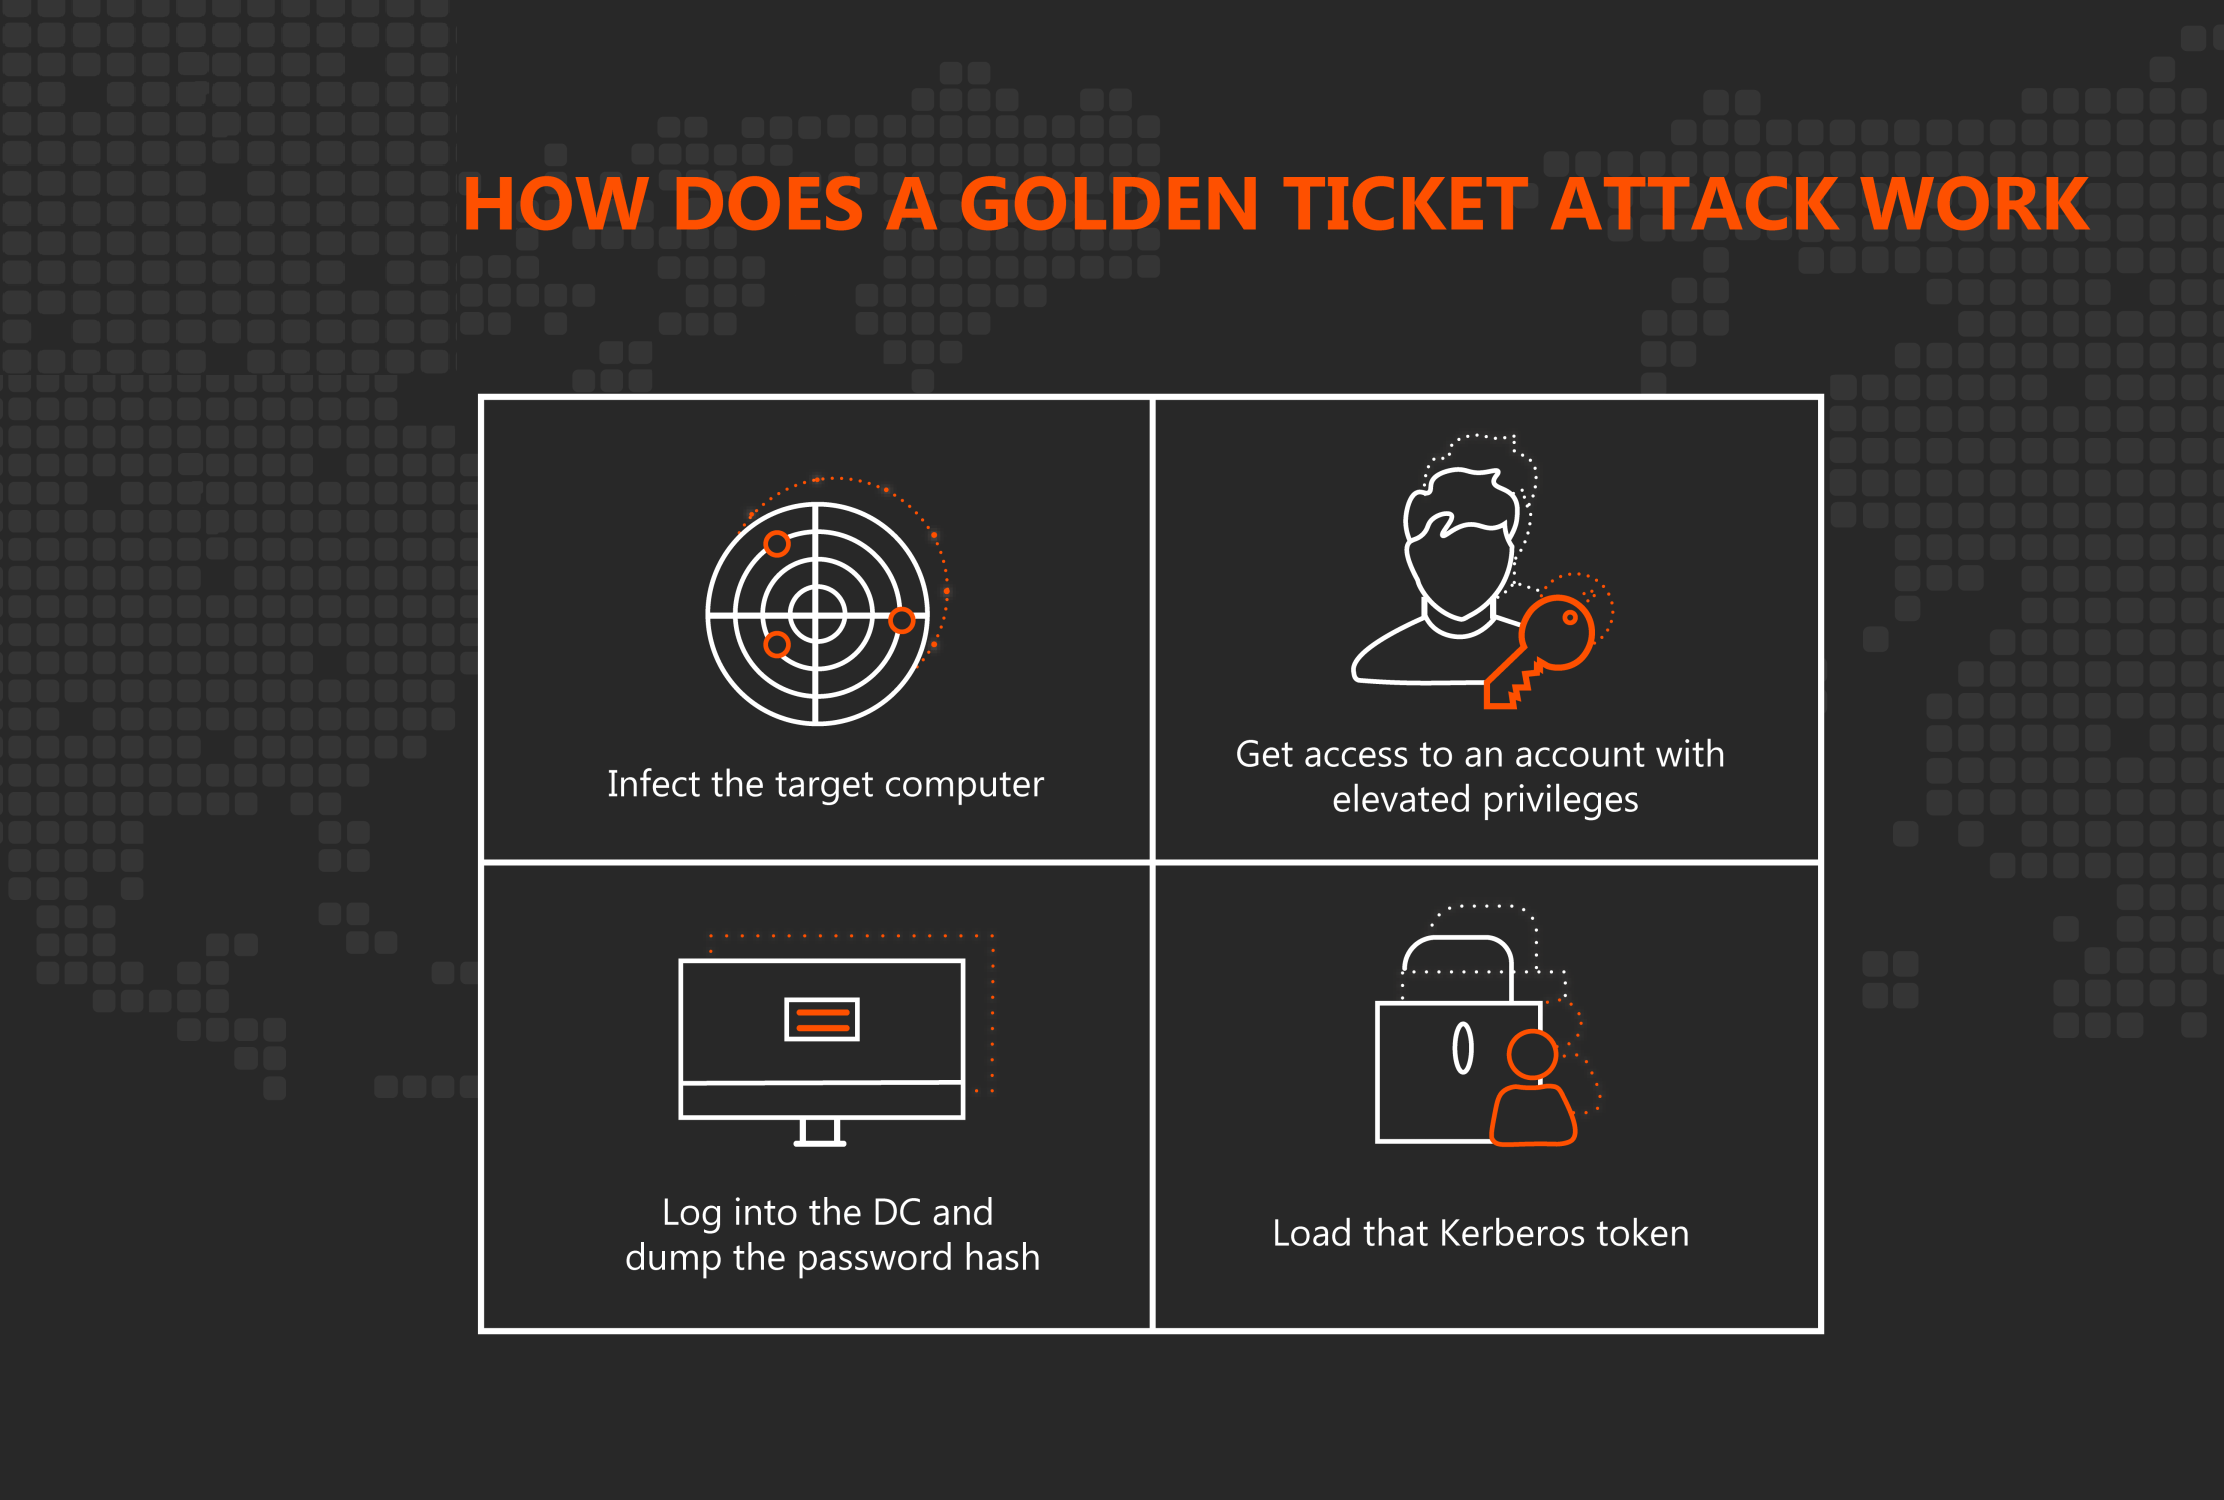 HOW DOES A GOLDEN TICKET ATTACK WORK
Infect the target computer
Get access to an account with
elevated privileges
Log into the DC and
dump the password hash
Load that Kerberos token